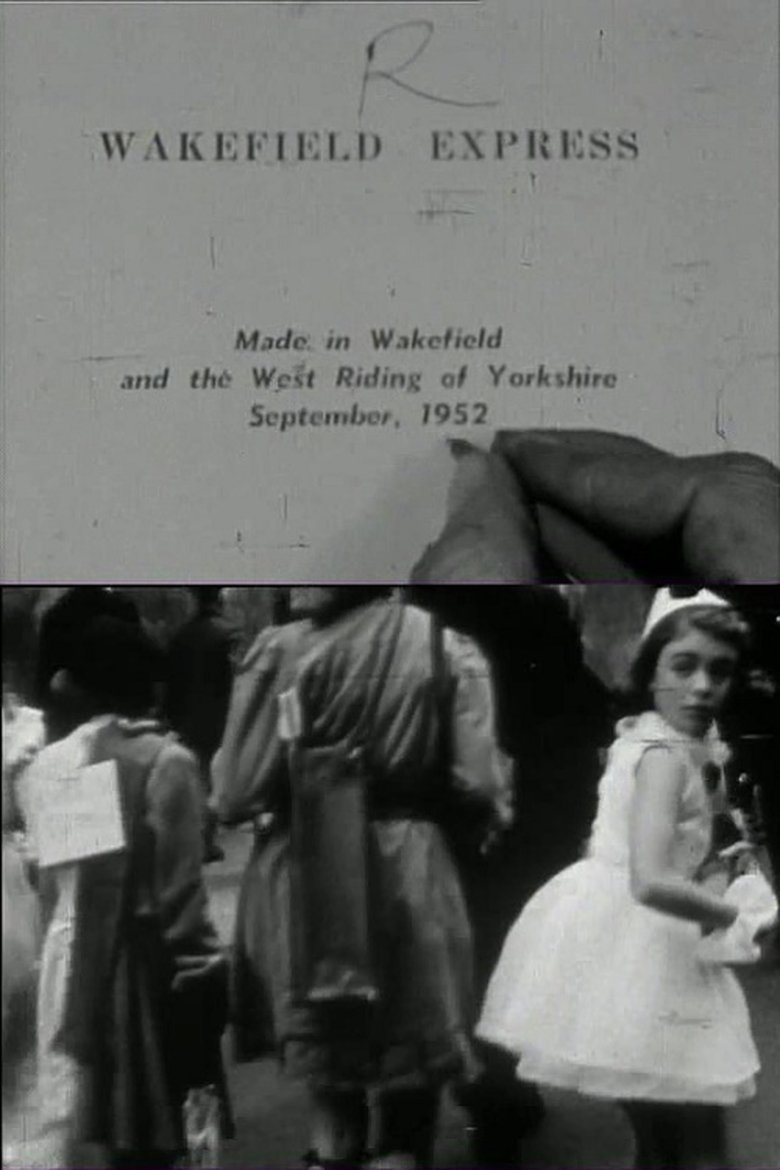 R
WAKEFIELD EXPRESS
Made in Wakefield
and the West Riding of Yorkshire
September, 1952